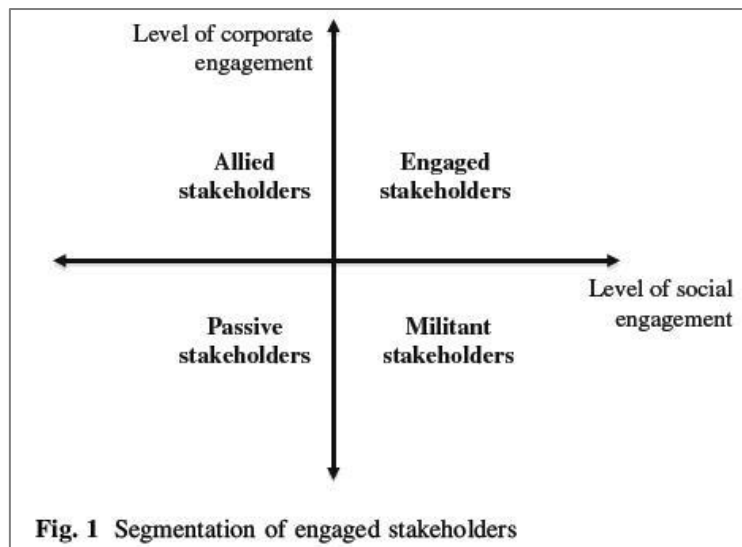 Level of corporate
engagement
Allied
stakeholders
Engaged
stakeholders
Level of social
engagement
Passive
stakeholders
Militant
stakeholders
Fig. 1 Segmentation of engaged stakeholders